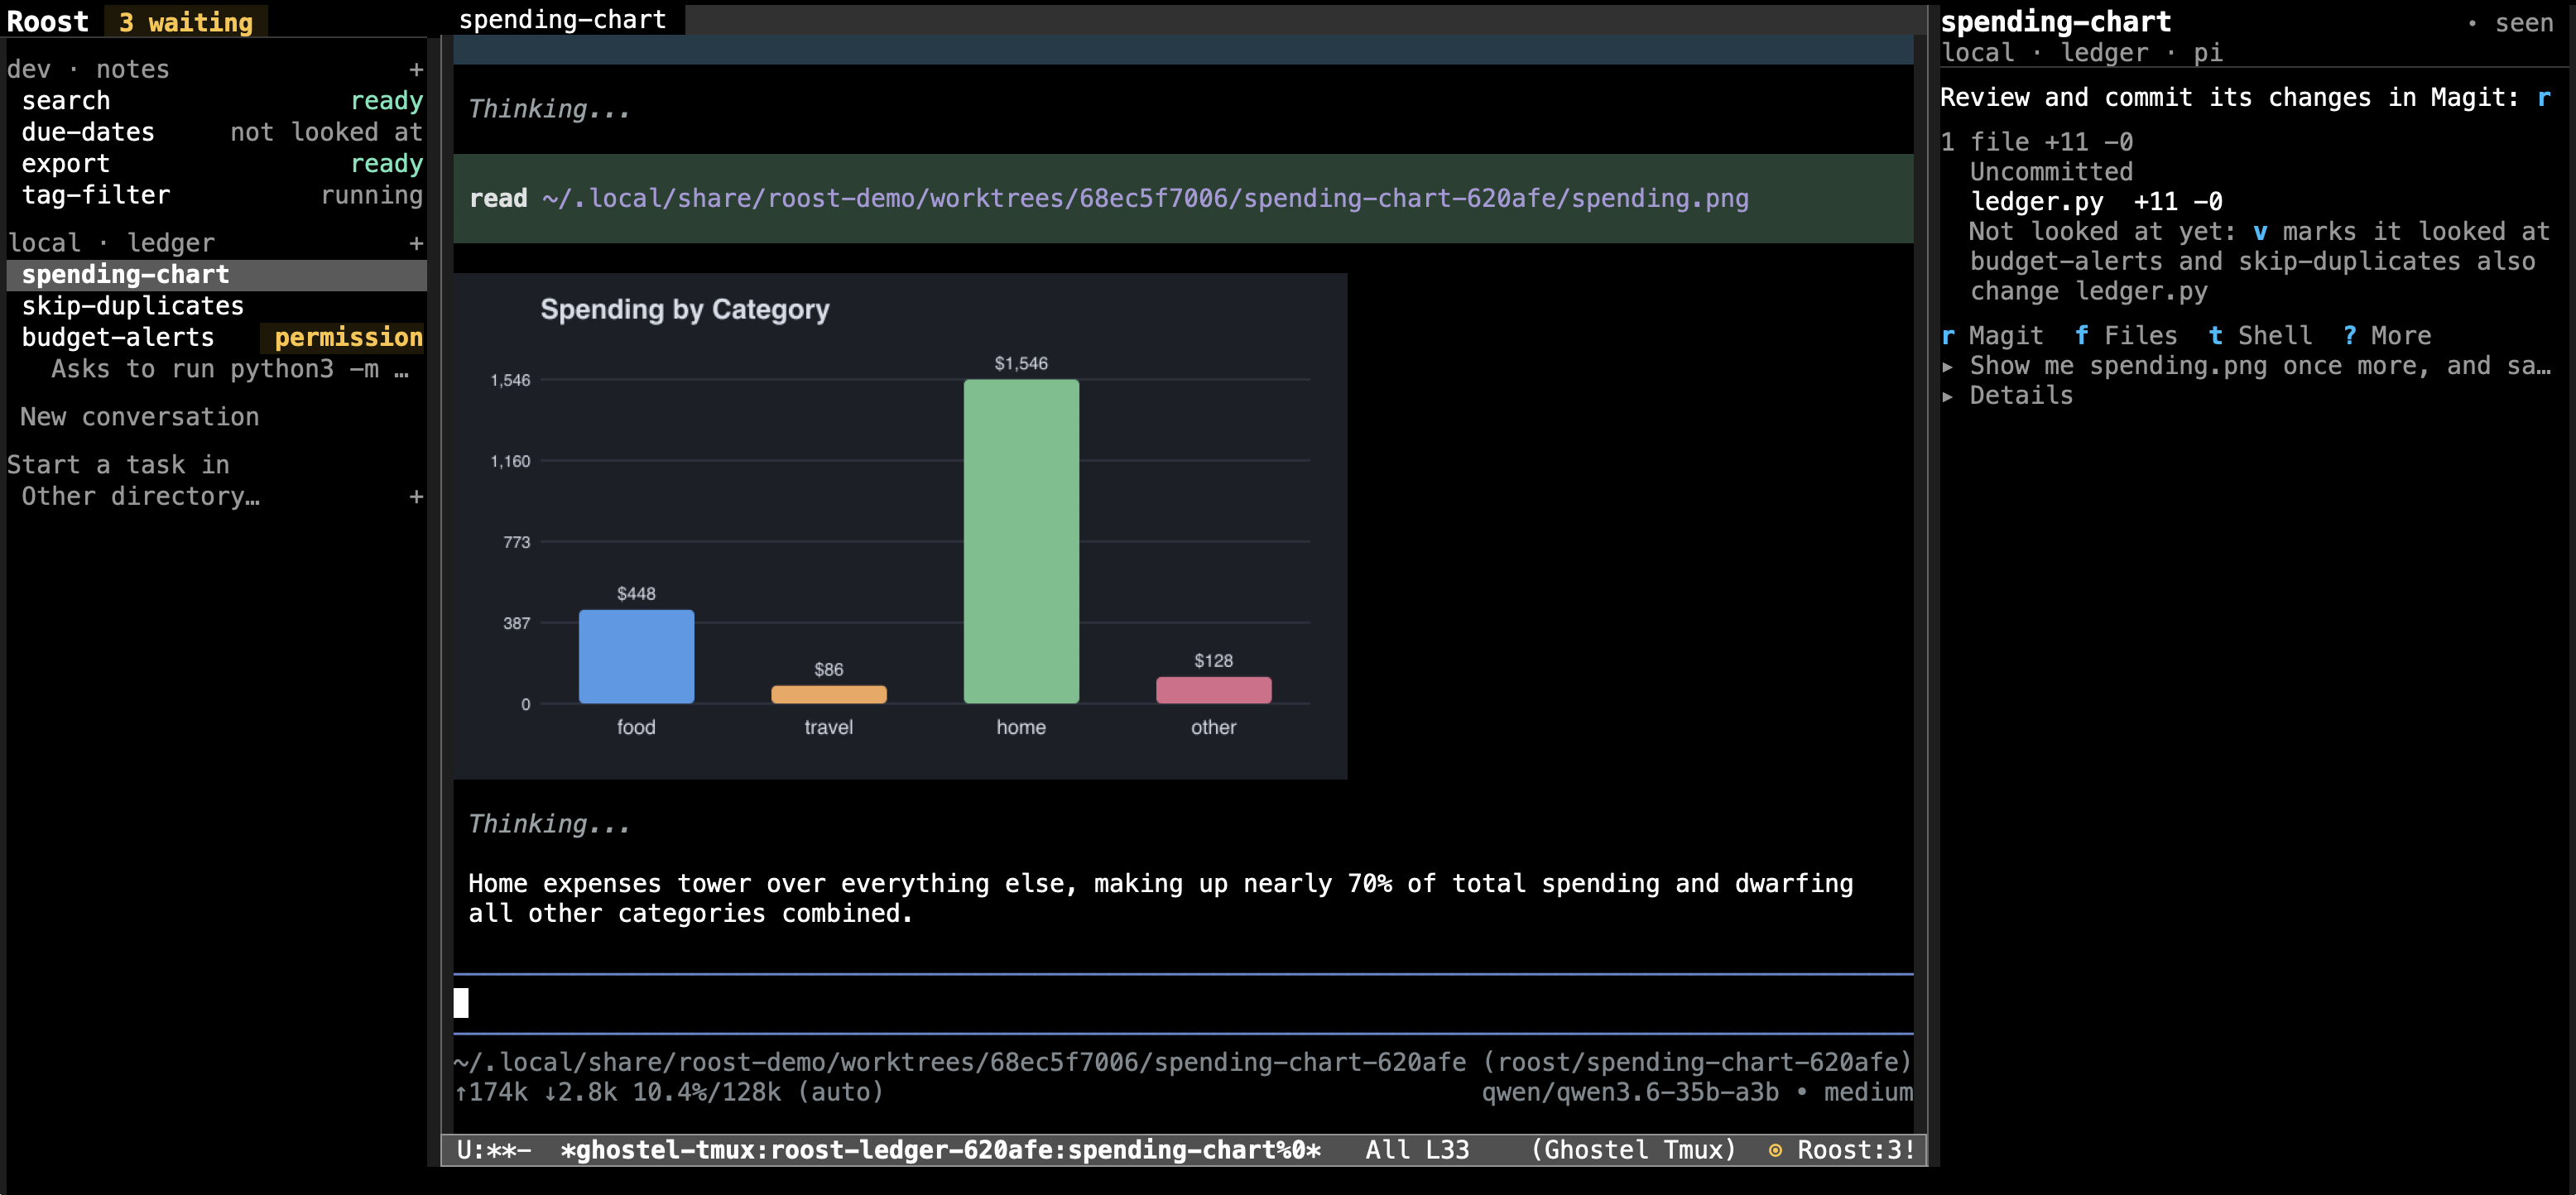 Roost 3 waiting
dev · notes +
search ready
due-dates not looked at
export ready
tag-filter running
local · ledger +
spending-chart
skip-duplicates
budget-alerts permission
Asks to run python3 -m …
New conversation
Start a task in
Other directory… +
spending-chart
Thinking...
read ~/.local/share/roost-demo/worktrees/68ec5f7006/spending-chart-620afe/spending.png
Spending by Category
1,546
1,160
773
387
0
$448
$86
$1,546
$128
food travel home other
Thinking...
Home expenses tower over everything else, making up nearly 70% of total spending and dwarfing
all other categories combined.
~/.local/share/roost-demo/worktrees/68ec5f7006/spending-chart-620afe (roost/spending-chart-620afe)
↑174k ↓2.8k 10.4%/128k (auto) qwen/qwen3.6-35b-a3b • medium
U:**- *ghostel-tmux:roost-ledger-620afe:spending-chart%0* All L33 (Ghostel Tmux) ⊙ Roost:3!
spending-chart • seen
local · ledger · pi
Review and commit its changes in Magit: r
1 file +11 -0
Uncommitted
ledger.py +11 -0
Not looked at yet: v marks it looked at
budget-alerts and skip-duplicates also
change ledger.py
r Magit f Files t Shell ? More
▸ Show me spending.png once more, and sa…
▸ Details